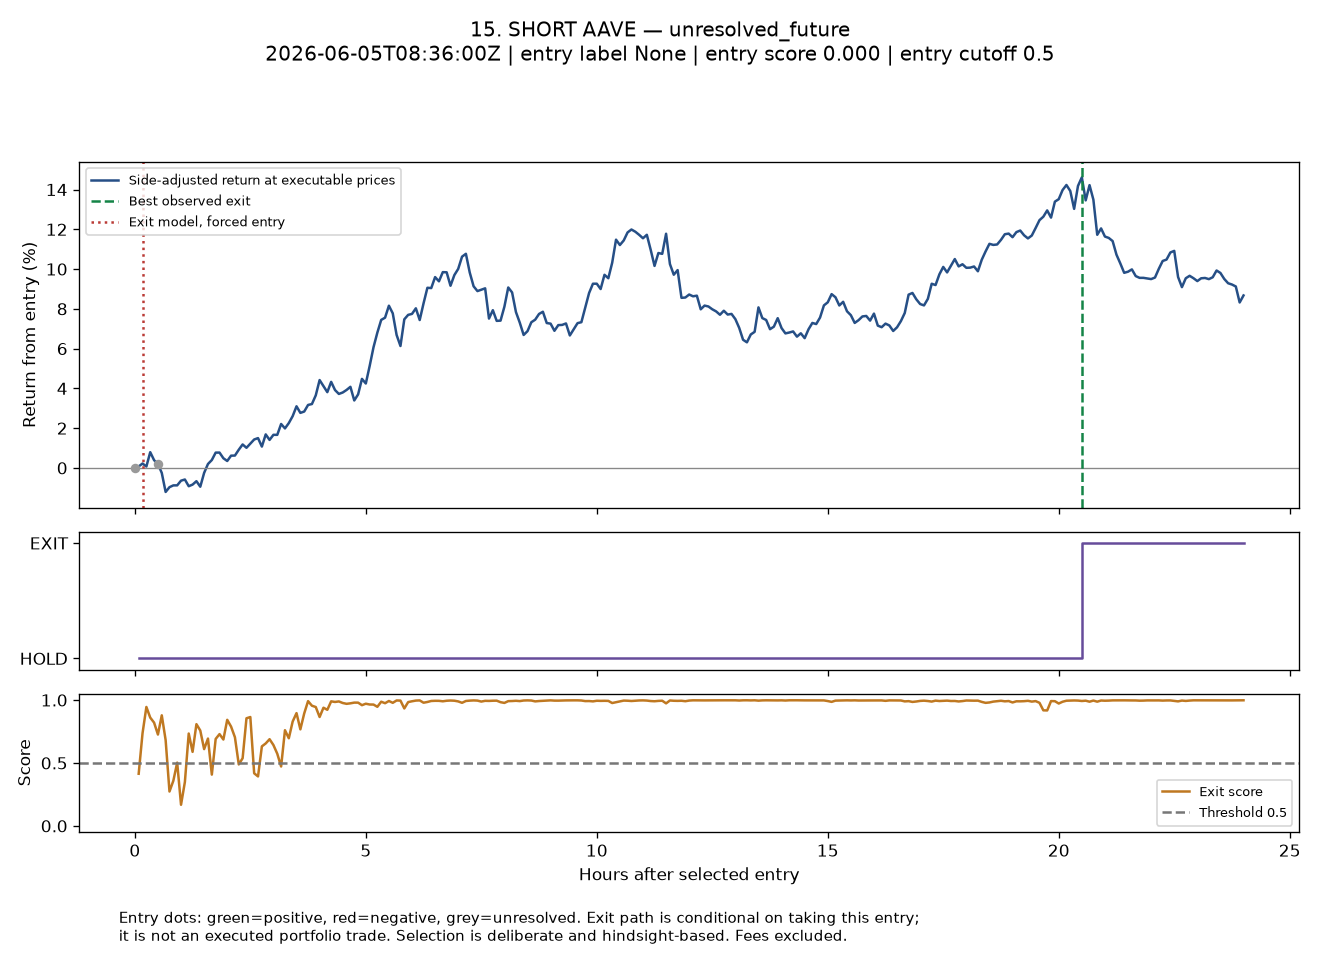 15. SHORT AAVE — unresolved_future
2026-06-05T08:36:00Z | entry label None | entry score 0.000 | entry cutoff 0.5
Side-adjusted return at executable prices
Best observed exit
Exit model, forced entry
Return from entry (%)
14
12
10
8
6
4
2
0
EXIT
HOLD
Score
1.0
0.5
0.0
Exit score
Threshold 0.5
0 5 10 15 20 25
Hours after selected entry
Entry dots: green=positive, red=negative, grey=unresolved. Exit path is conditional on taking this entry;
it is not an executed portfolio trade. Selection is deliberate and hindsight-based. Fees excluded.